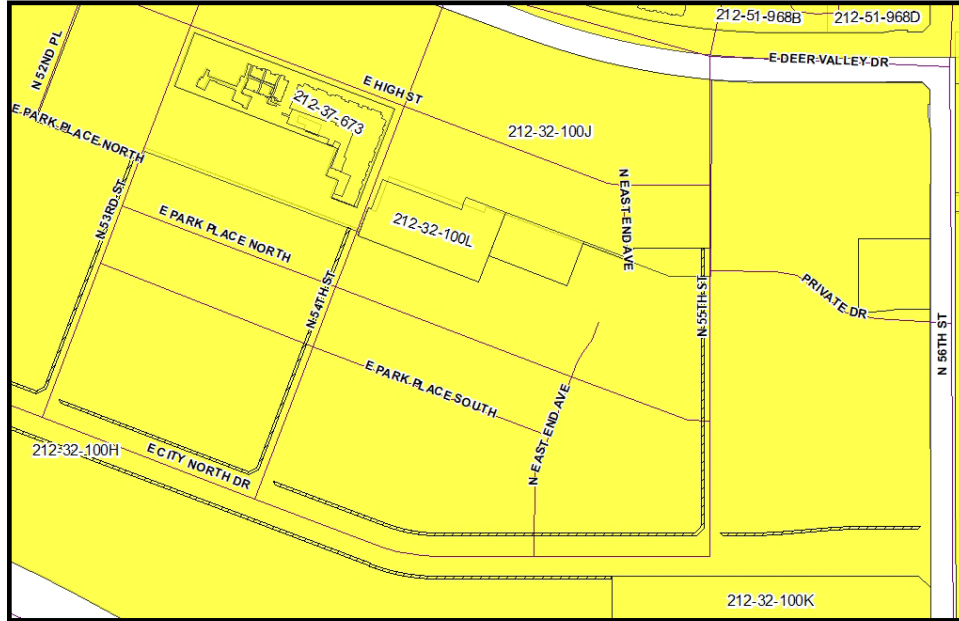 212-51-968B
212-51-968D
N 52ND PL
E DEER VALLEY DR
E HIGH ST
212-37-673
E PARK PLACE NORTH
212-32-100J
N EAST-END AVE
N 53RD ST
E PARK PLACE NORTH
212-32-100L
N 54TH ST
N 55TH ST
PRIVATE DR
N 56TH ST
E PARK PLACE SOUTH
N EAST-END AVE
212-32-100H
E CITY NORTH DR
212-32-100K